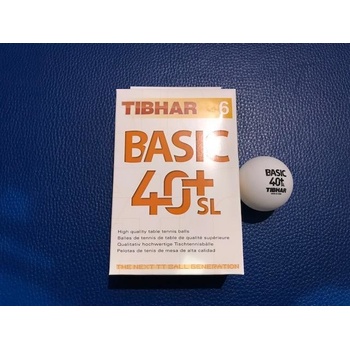 TIBHAR 6
BASIC
40+
SL
High quality table tennis balls
Balles de tennis de table de qualité supérieure
Qualitativ hochwertige Tischtennisbälle
Pelotas de tenis de mesa de alta calidad
THE NEXT TT BALL GENERATION
BASIC
40+
TIBHAR